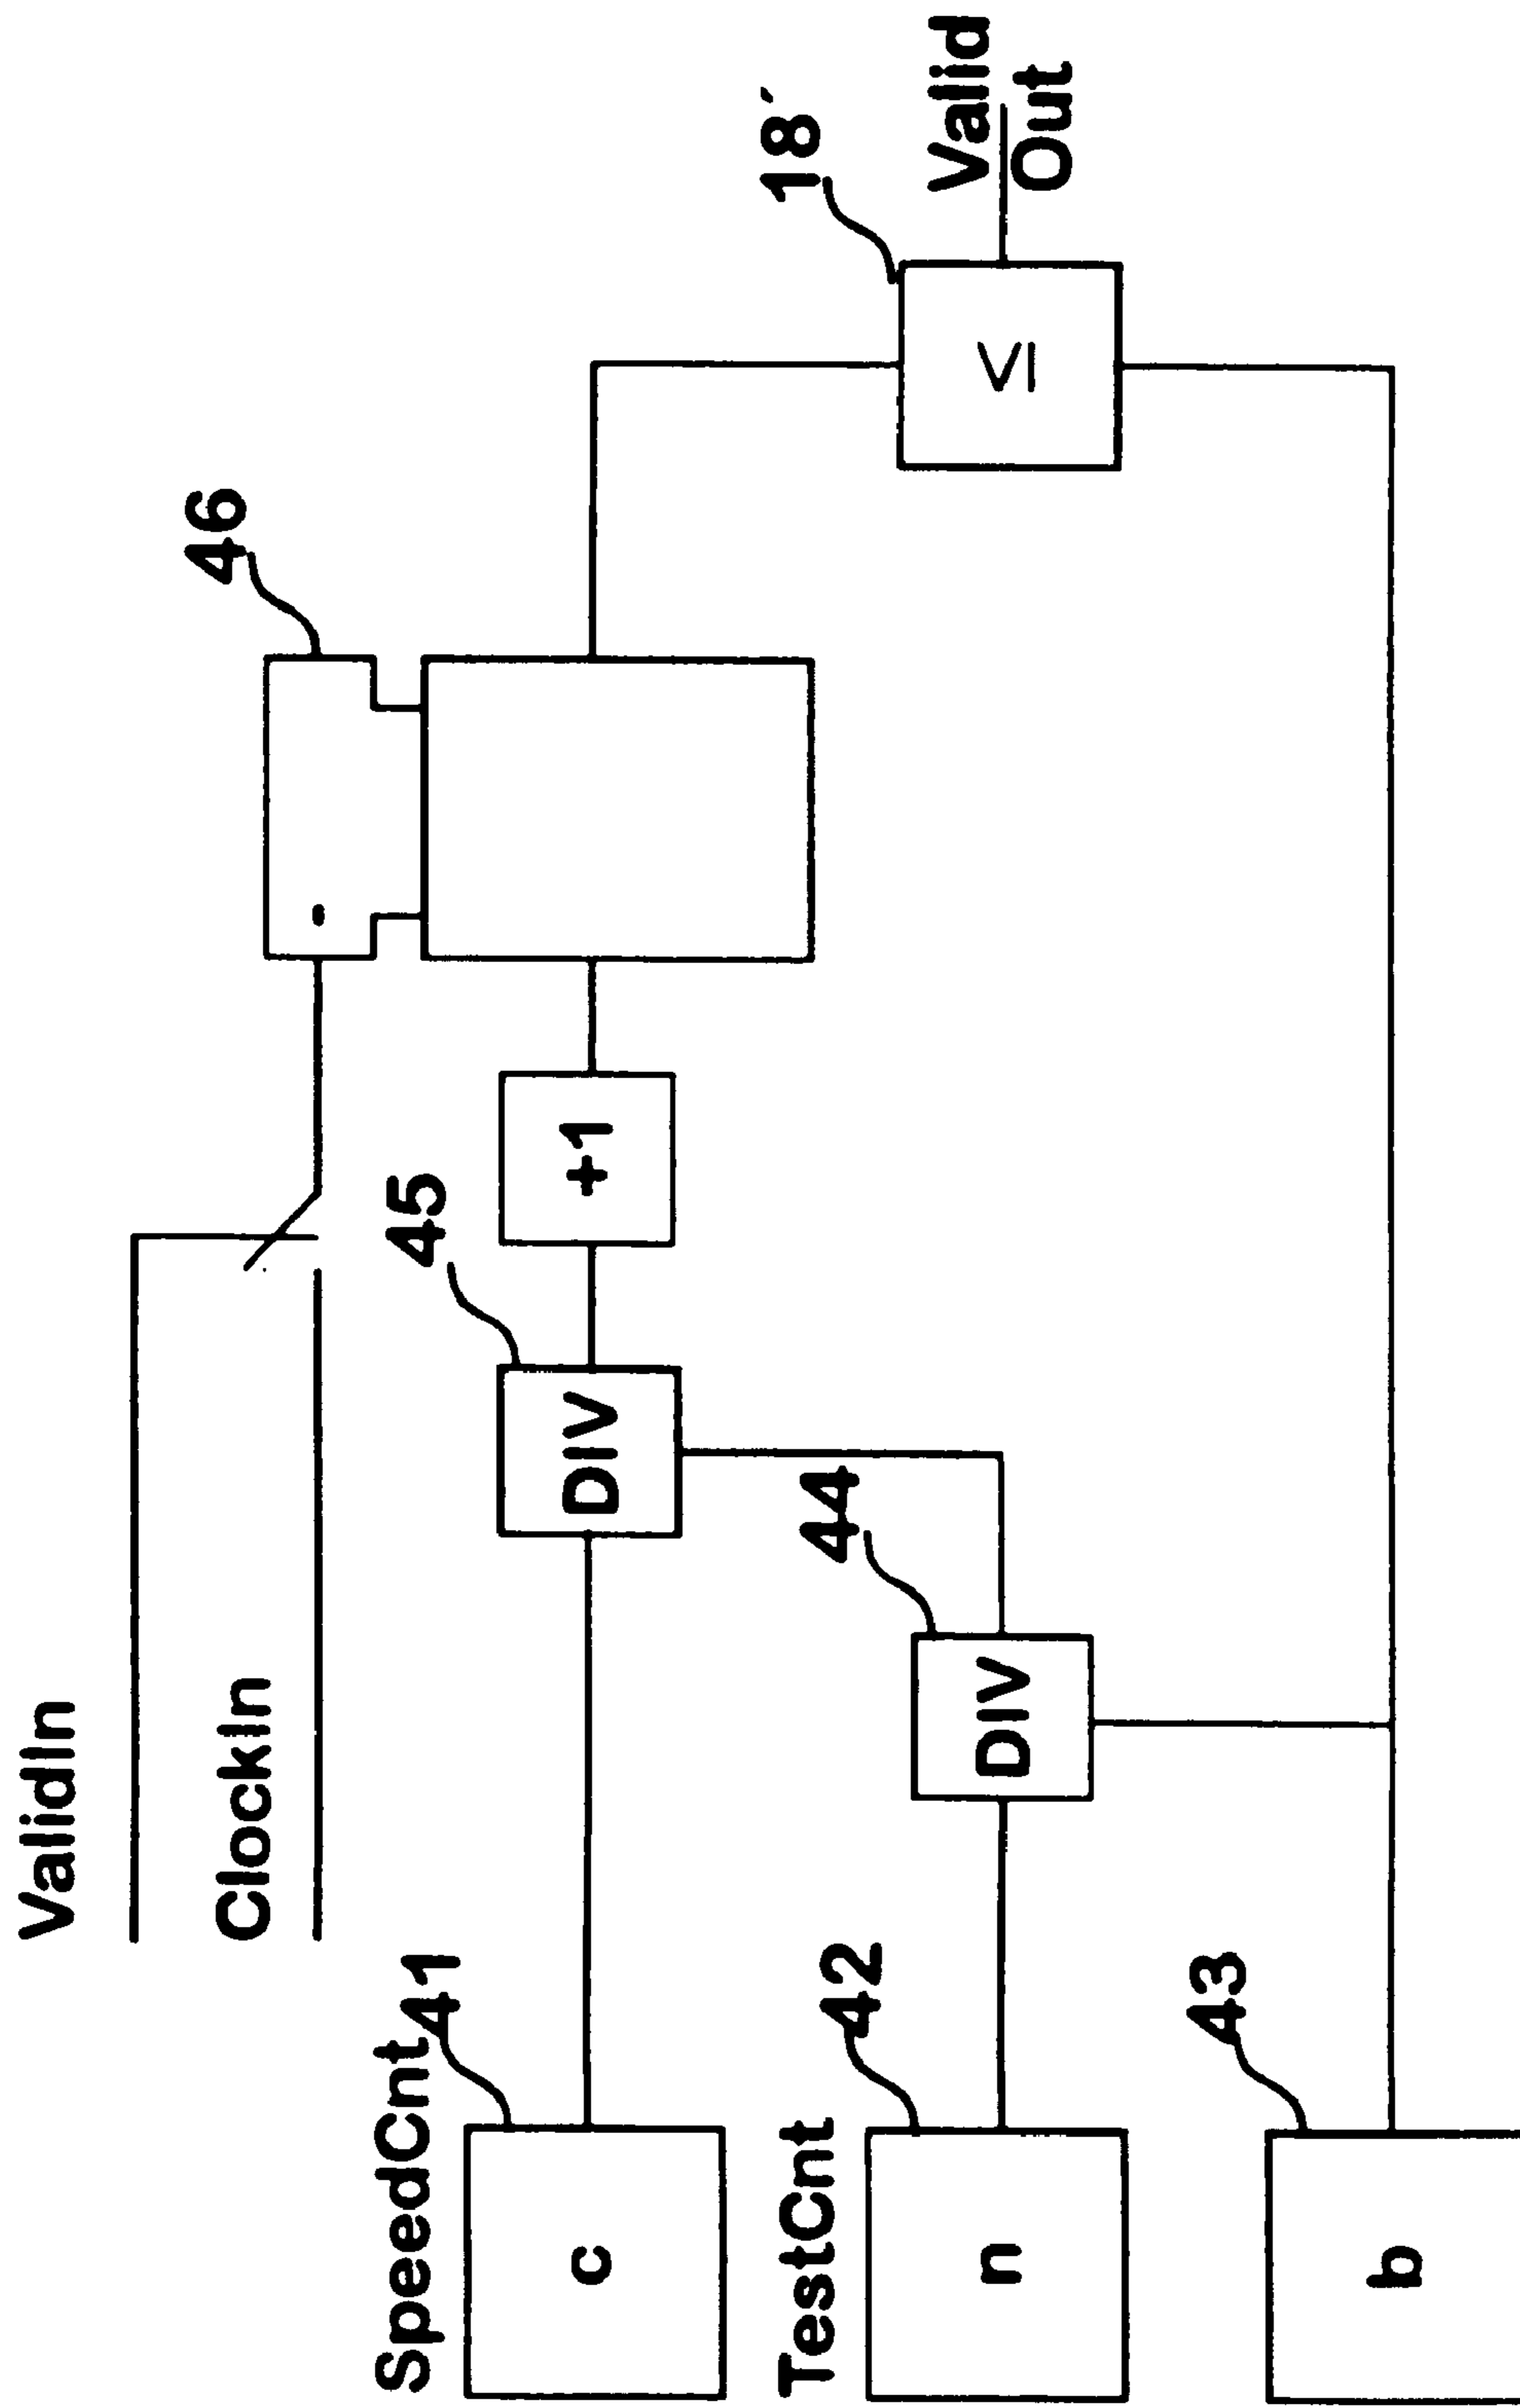 ValidIn
ClockIn
46
-
SpeedCnt
41
45
c
DIV
+1
TestCnt
42
44
18´
n
DIV
≤
Valid
Out
43
b